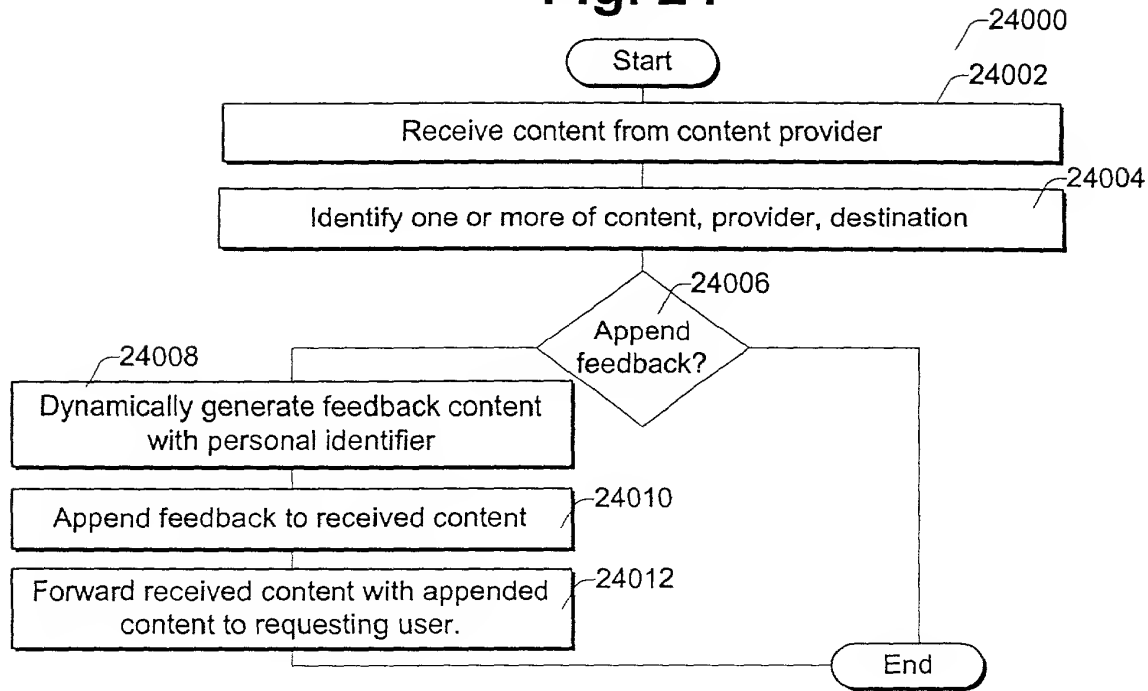 24000
Start
24002
Receive content from content provider
24004
Identify one or more of content, provider, destination
24006
Append
feedback?
24008
Dynamically generate feedback content
with personal identifier
24010
Append feedback to received content
24012
Forward received content with appended
content to requesting user.
End